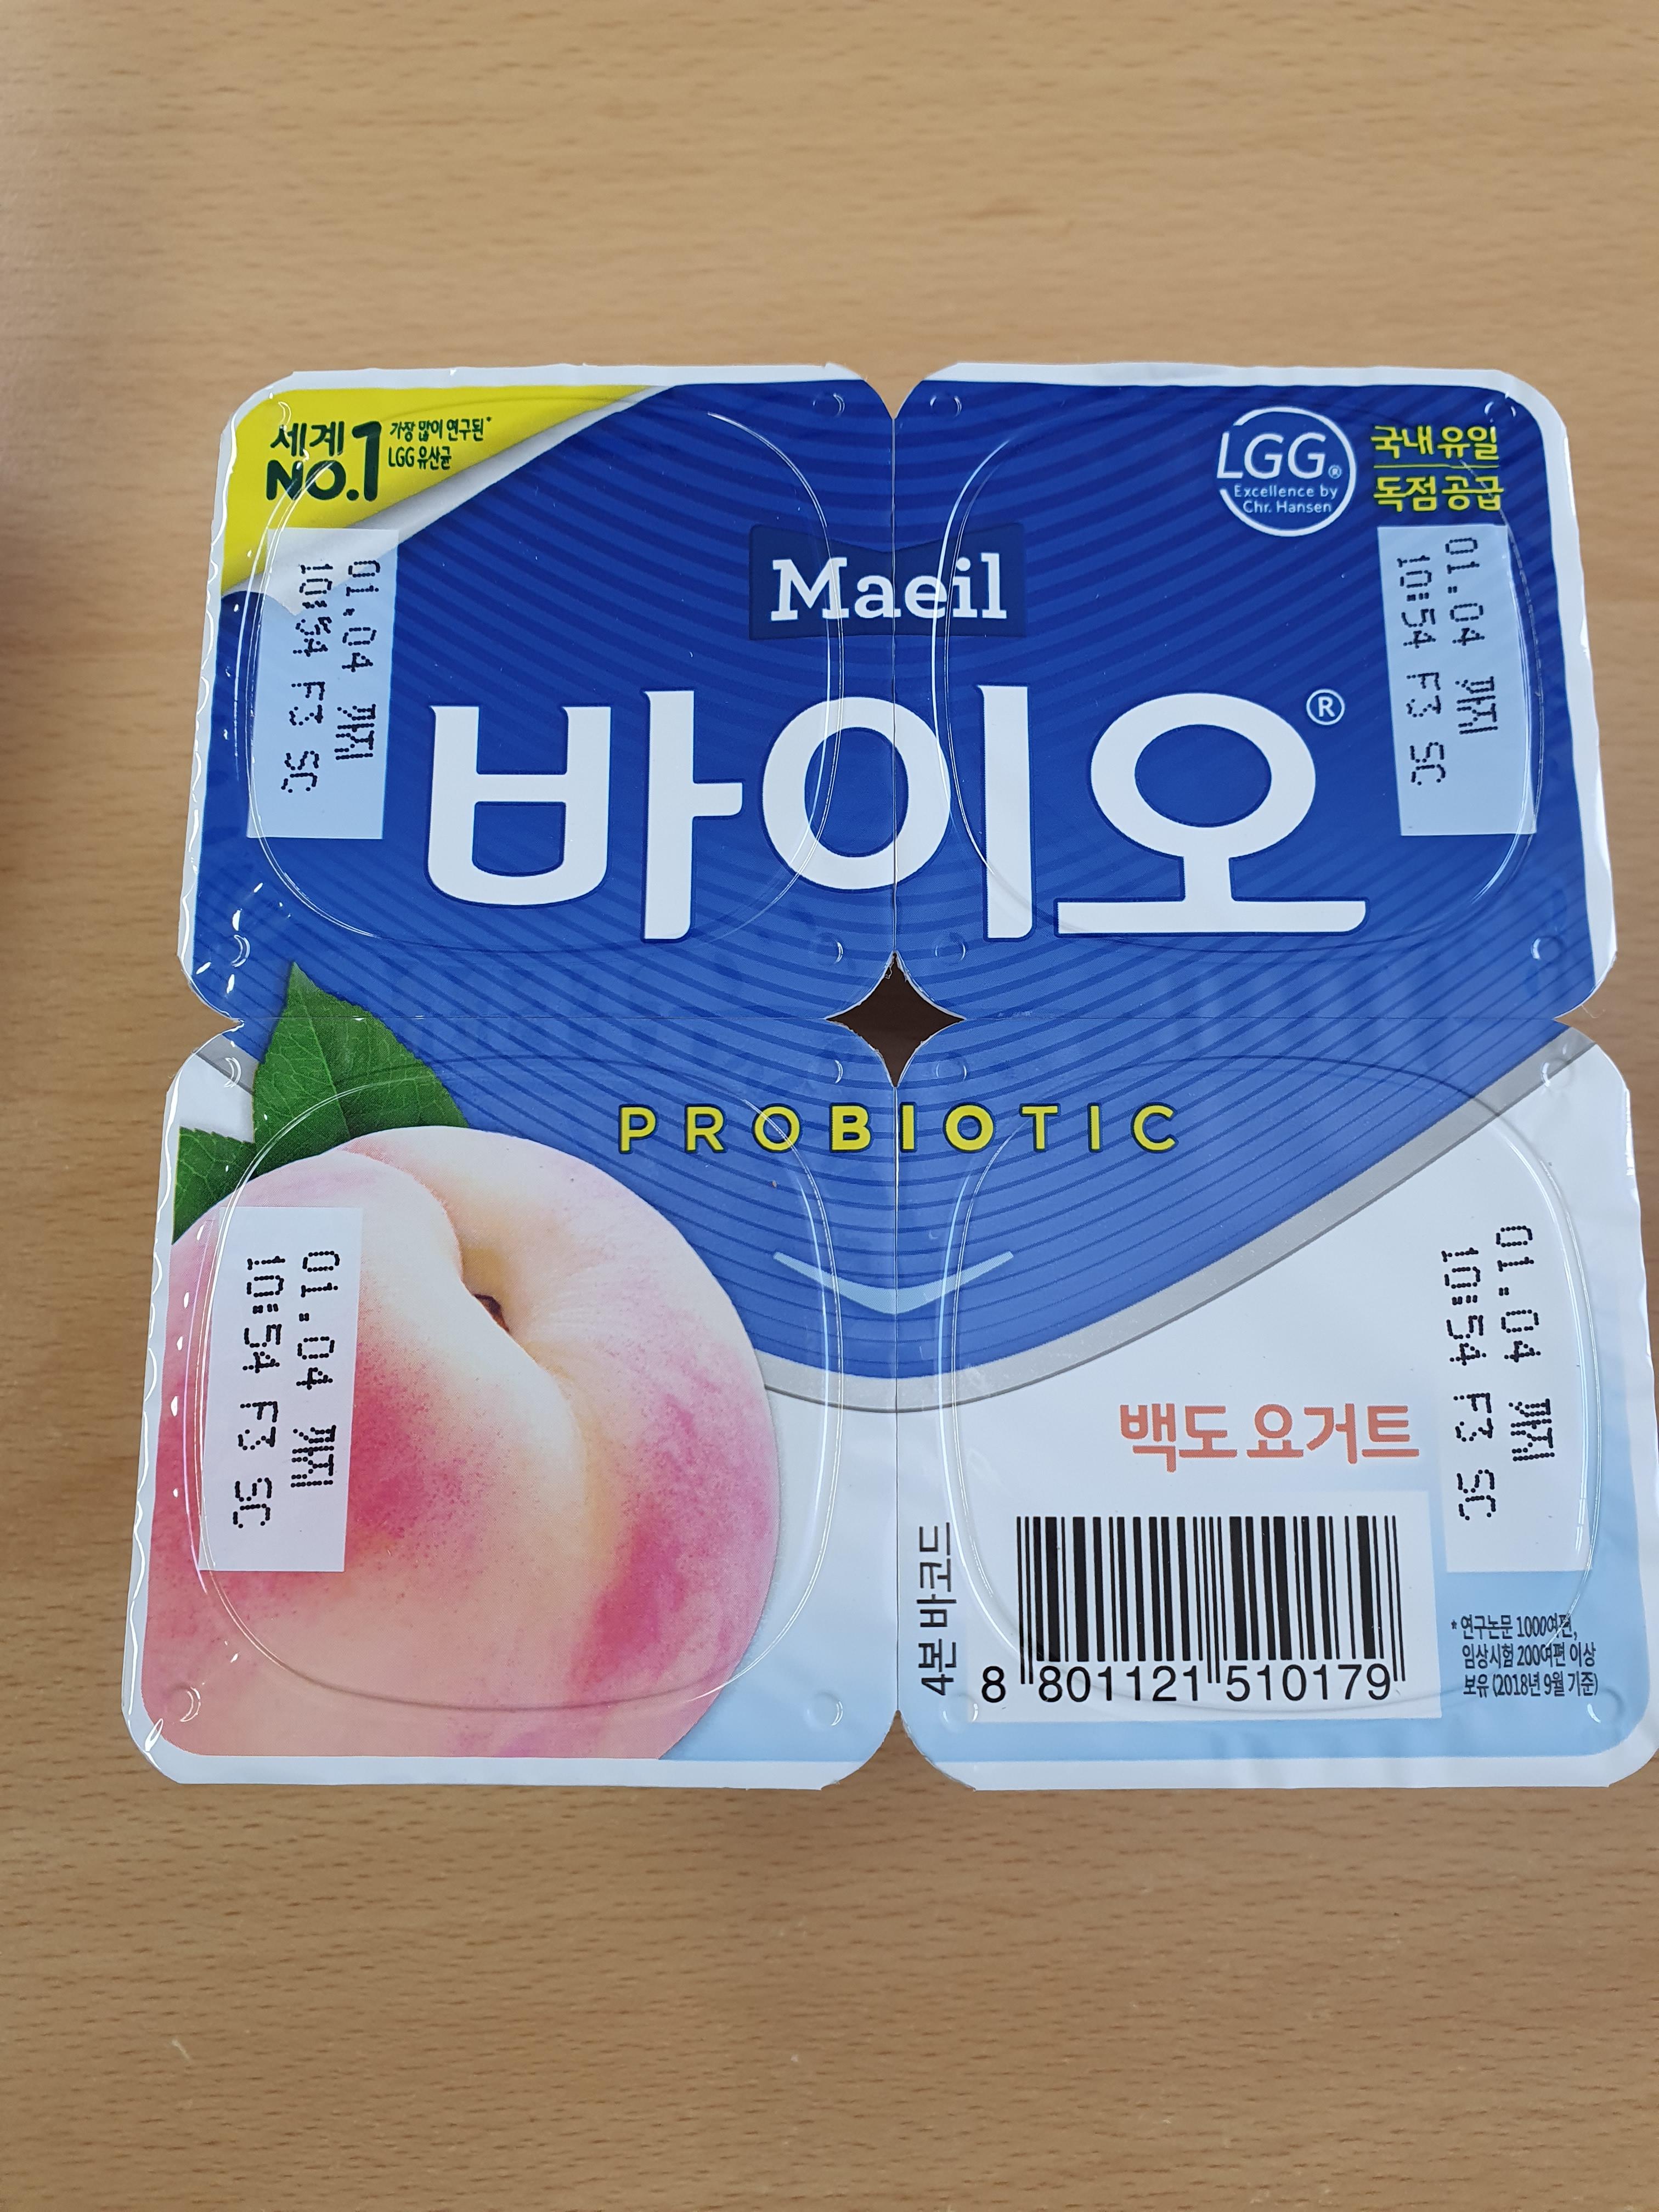 세계 NO.1
가장 많이 연구된*
LGG 유산균
LGG®
Excellence by
Chr. Hansen
국내 유일
독점 공급
01.04 까지
10:54 F3 SC
Maeil
01.04 까지
10:54 F3 SC
바이오®
PROBIOTIC
01.04 까지
10:54 F3 SC
01.04 까지
10:54 F3 SC
백도 요거트
4본 바코드
8 801121 510179
* 연구논문 1000여편,
임상시험 200여편 이상
보유 (2018년 9월 기준)